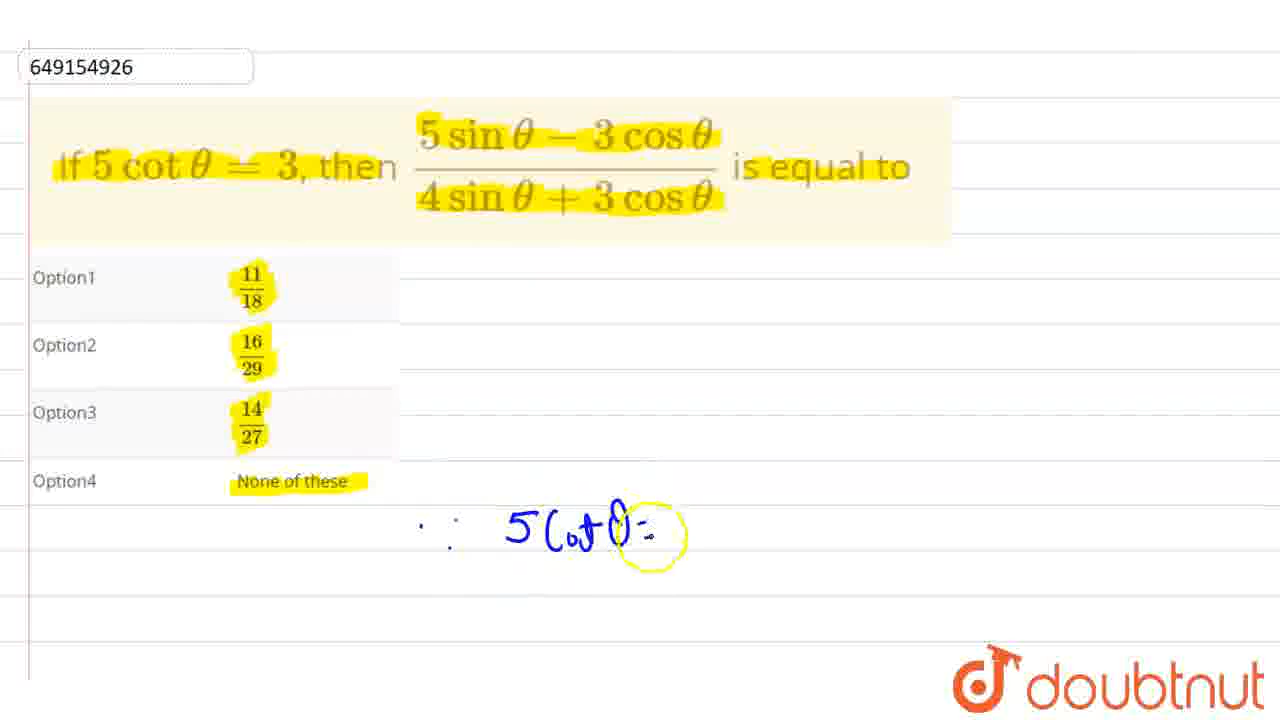 649154926
If 5 cot θ = 3, then (5 sin θ − 3 cos θ)/(4 sin θ + 3 cos θ) is equal to
Option1 11/18
Option2 16/29
Option3 14/27
Option4 None of these
∵ 5 Cot θ =
doubtnut